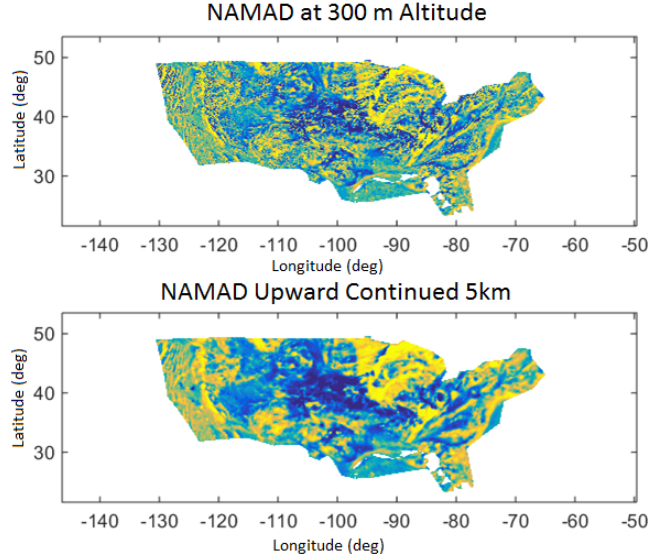 NAMAD at 300 m Altitude
50
40
30
Latitude (deg)
-140 -130 -120 -110 -100 -90 -80 -70 -60 -50
Longitude (deg)
NAMAD Upward Continued 5km
50
40
30
Latitude (deg)
-140 -130 -120 -110 -100 -90 -80 -70 -60 -50
Longitude (deg)